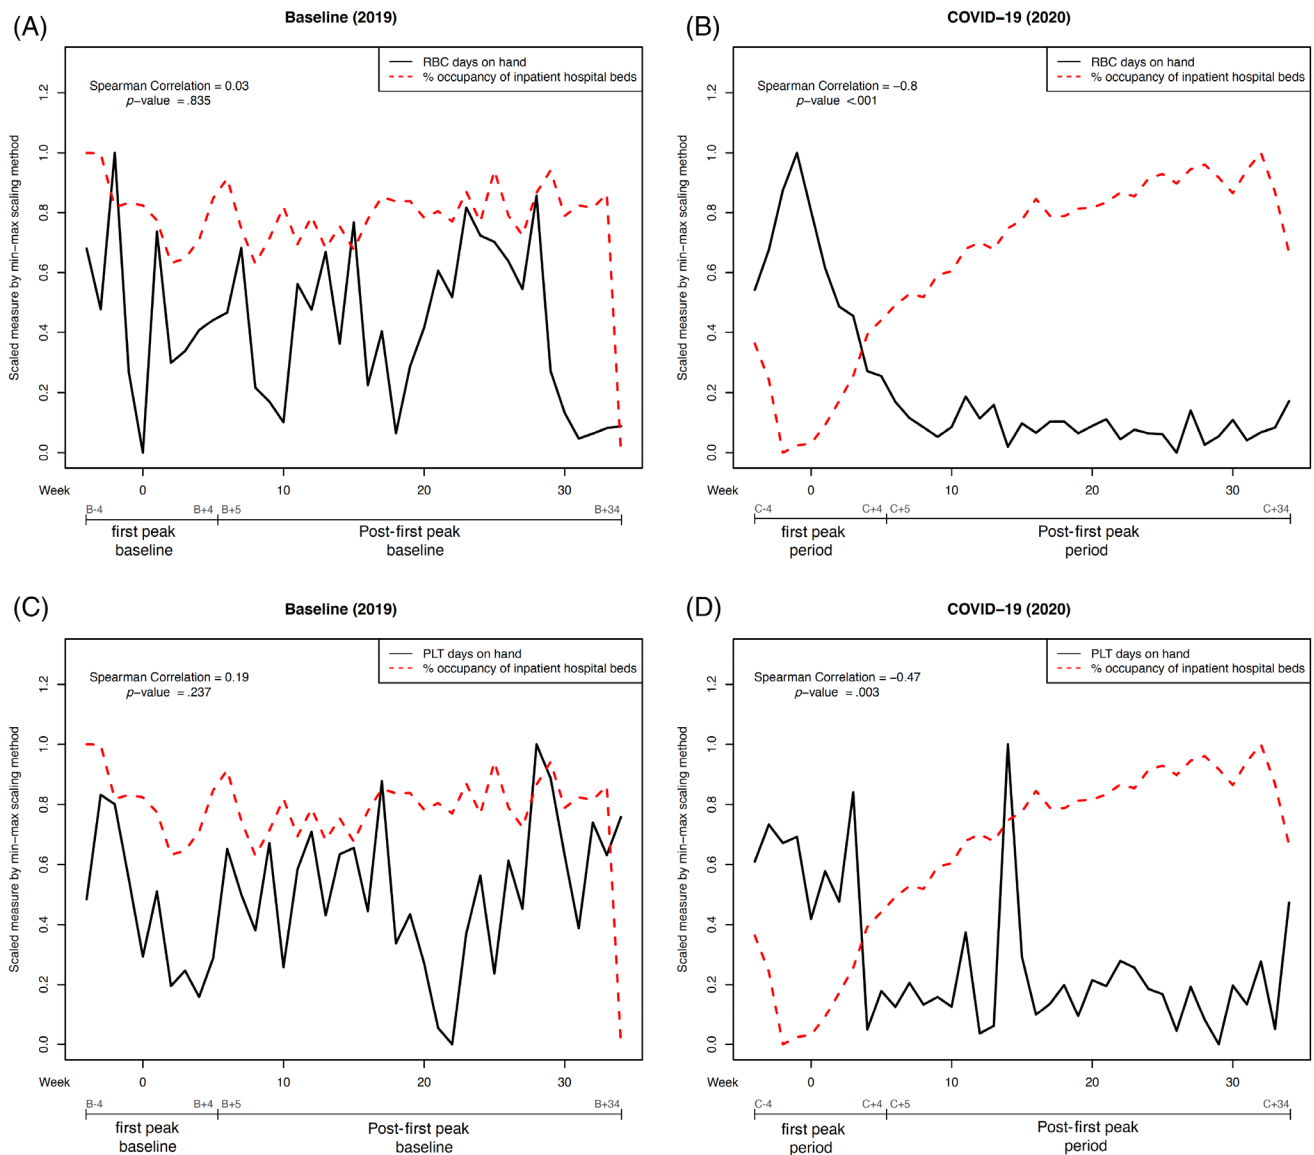 (A)
Baseline (2019)
RBC days on hand
% occupancy of inpatient hospital beds
Spearman Correlation = 0.03
p−value = .835
Scaled measure by min−max scaling method
1.2
1.0
0.8
0.6
0.4
0.2
0.0
Week 0 10 20 30
B-4 B+4 B+5 B+34
first peak baseline
Post-first peak baseline
(B)
COVID−19 (2020)
RBC days on hand
% occupancy of inpatient hospital beds
Spearman Correlation = −0.8
p−value <.001
Scaled measure by min−max scaling method
1.2
1.0
0.8
0.6
0.4
0.2
0.0
Week 0 10 20 30
C-4 C+4 C+5 C+34
first peak period
Post-first peak period
(C)
Baseline (2019)
PLT days on hand
% occupancy of inpatient hospital beds
Spearman Correlation = 0.19
p−value = .237
Scaled measure by min−max scaling method
1.2
1.0
0.8
0.6
0.4
0.2
0.0
Week 0 10 20 30
B-4 B+4 B+5 B+34
first peak baseline
Post-first peak baseline
(D)
COVID−19 (2020)
PLT days on hand
% occupancy of inpatient hospital beds
Spearman Correlation = −0.47
p−value = .003
Scaled measure by min−max scaling method
1.2
1.0
0.8
0.6
0.4
0.2
0.0
Week 0 10 20 30
C-4 C+4 C+5 C+34
first peak period
Post-first peak period